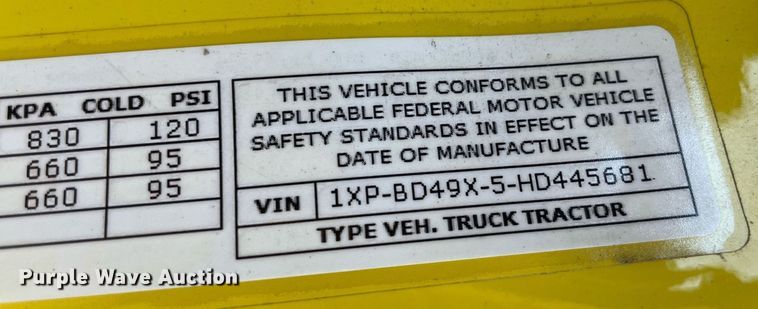 KPA COLD PSI
830 120
660 95
660 95
THIS VEHICLE CONFORMS TO ALL
APPLICABLE FEDERAL MOTOR VEHICLE
SAFETY STANDARDS IN EFFECT ON THE
DATE OF MANUFACTURE
VIN 1XP-BD49X-5-HD445681
TYPE VEH. TRUCK TRACTOR
Purple Wave Auction